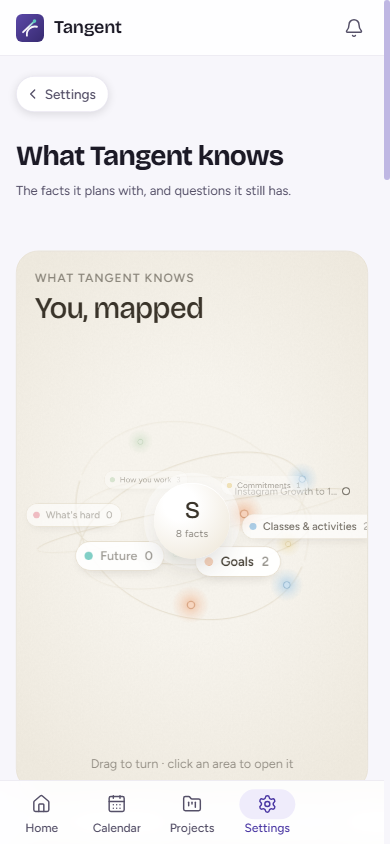 Tangent
Settings
What Tangent knows
The facts it plans with, and questions it still has.
WHAT TANGENT KNOWS
You, mapped
How you work
Commitments 1
Instagram Growth to 1...
S
8 facts
What's hard 0
Classes & activities 2
Future 0
Goals 2
Drag to turn · click an area to open it
Home
Calendar
Projects
Settings